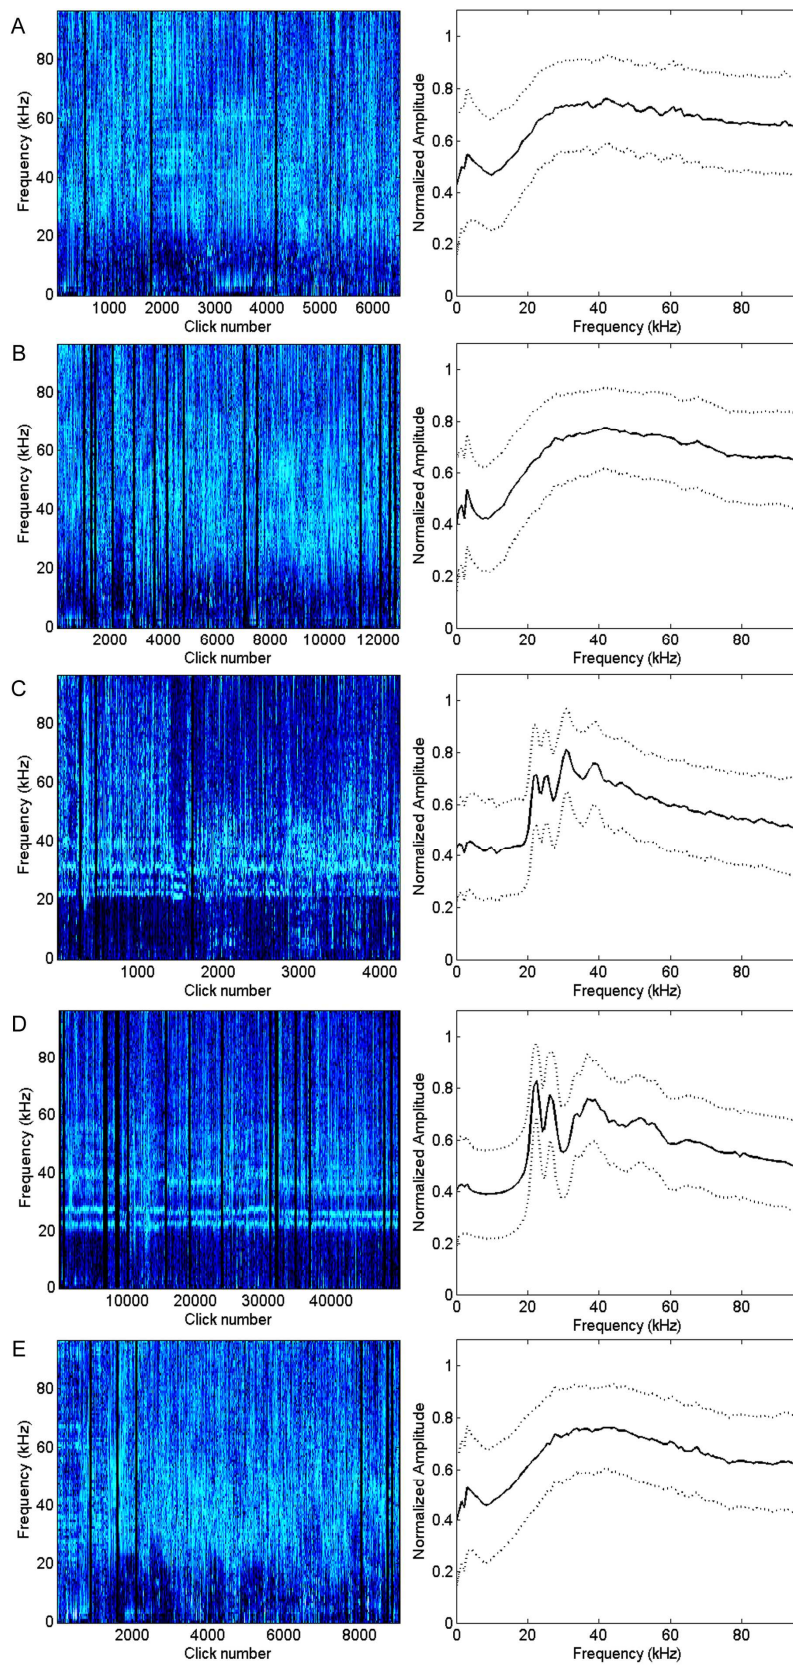 A
Frequency (kHz)
80
60
40
20
0
1000 2000 3000 4000 5000 6000
Click number
Normalized Amplitude
1
0.8
0.6
0.4
0.2
0
0 20 40 60 80
Frequency (kHz)
B
Frequency (kHz)
80
60
40
20
0
2000 4000 6000 8000 10000 12000
Click number
Normalized Amplitude
1
0.8
0.6
0.4
0.2
0
0 20 40 60 80
Frequency (kHz)
C
Frequency (kHz)
80
60
40
20
0
1000 2000 3000 4000
Click number
Normalized Amplitude
1
0.8
0.6
0.4
0.2
0
0 20 40 60 80
Frequency (kHz)
D
Frequency (kHz)
80
60
40
20
0
10000 20000 30000 40000
Click number
Normalized Amplitude
1
0.8
0.6
0.4
0.2
0
0 20 40 60 80
Frequency (kHz)
E
Frequency (kHz)
80
60
40
20
0
2000 4000 6000 8000
Click number
Normalized Amplitude
1
0.8
0.6
0.4
0.2
0
0 20 40 60 80
Frequency (kHz)